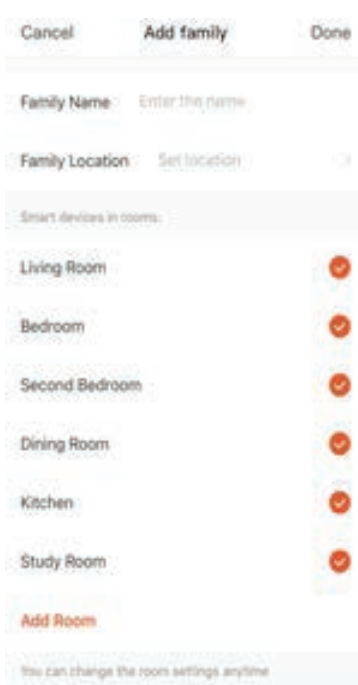 Cancel Add family Done
Family Name Enter the name
Family Location Set location
Smart devices in rooms:
Living Room
Bedroom
Second Bedroom
Dining Room
Kitchen
Study Room
Add Room
You can change the room settings anytime